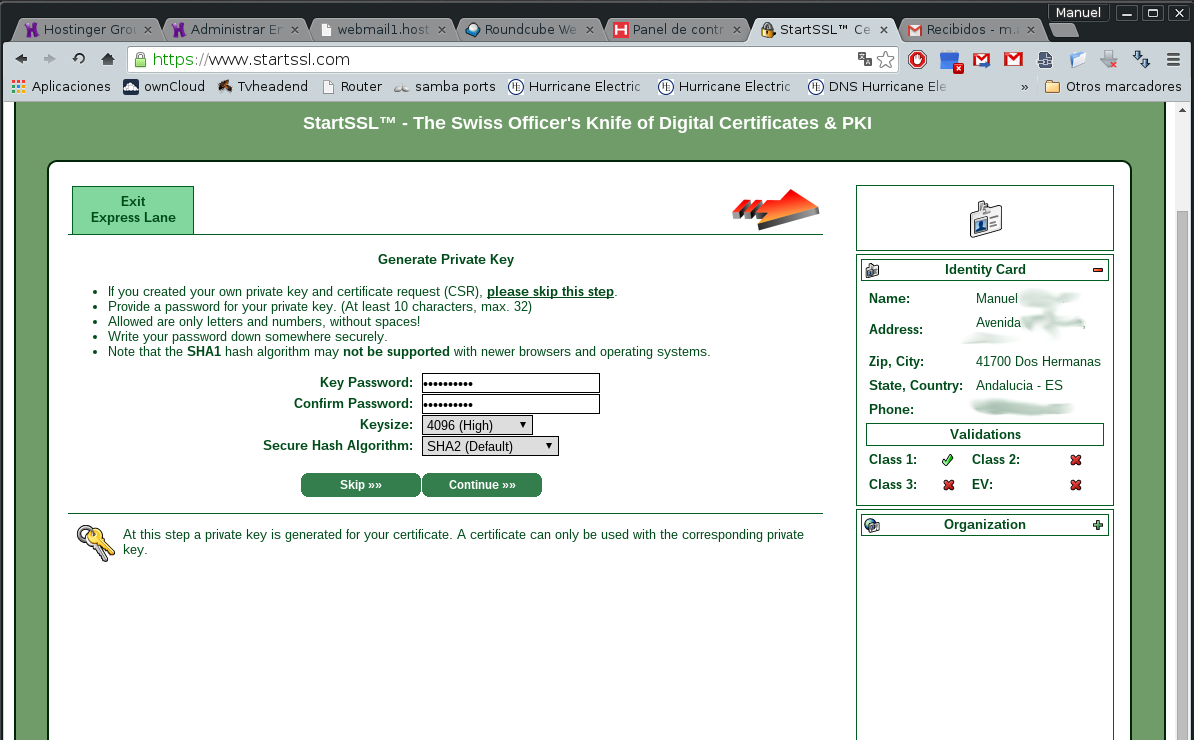 Manuel
Hostinger Grou
Administrar En
webmail1.host
Roundcube We
Panel de contr
StartSSL™ Ce
Recibidos - m.
https://www.startssl.com
Aplicaciones ownCloud Tvheadend Router samba ports Hurricane Electric Hurricane Electric DNS Hurricane Ele » Otros marcadores
StartSSL™ - The Swiss Officer's Knife of Digital Certificates & PKI
Exit
Express Lane
Generate Private Key
• If you created your own private key and certificate request (CSR), please skip this step.
• Provide a password for your private key. (At least 10 characters, max. 32)
• Allowed are only letters and numbers, without spaces!
• Write your password down somewhere securely.
• Note that the SHA1 hash algorithm may not be supported with newer browsers and operating systems.
Key Password: ••••••••••
Confirm Password: ••••••••••
Keysize: 4096 (High)
Secure Hash Algorithm: SHA2 (Default)
Skip »» Continue »»
At this step a private key is generated for your certificate. A certificate can only be used with the corresponding private
key.
Identity Card
Name: Manuel
Address: Avenida
Zip, City: 41700 Dos Hermanas
State, Country: Andalucia - ES
Phone:
Validations
Class 1: Class 2:
Class 3: EV:
Organization